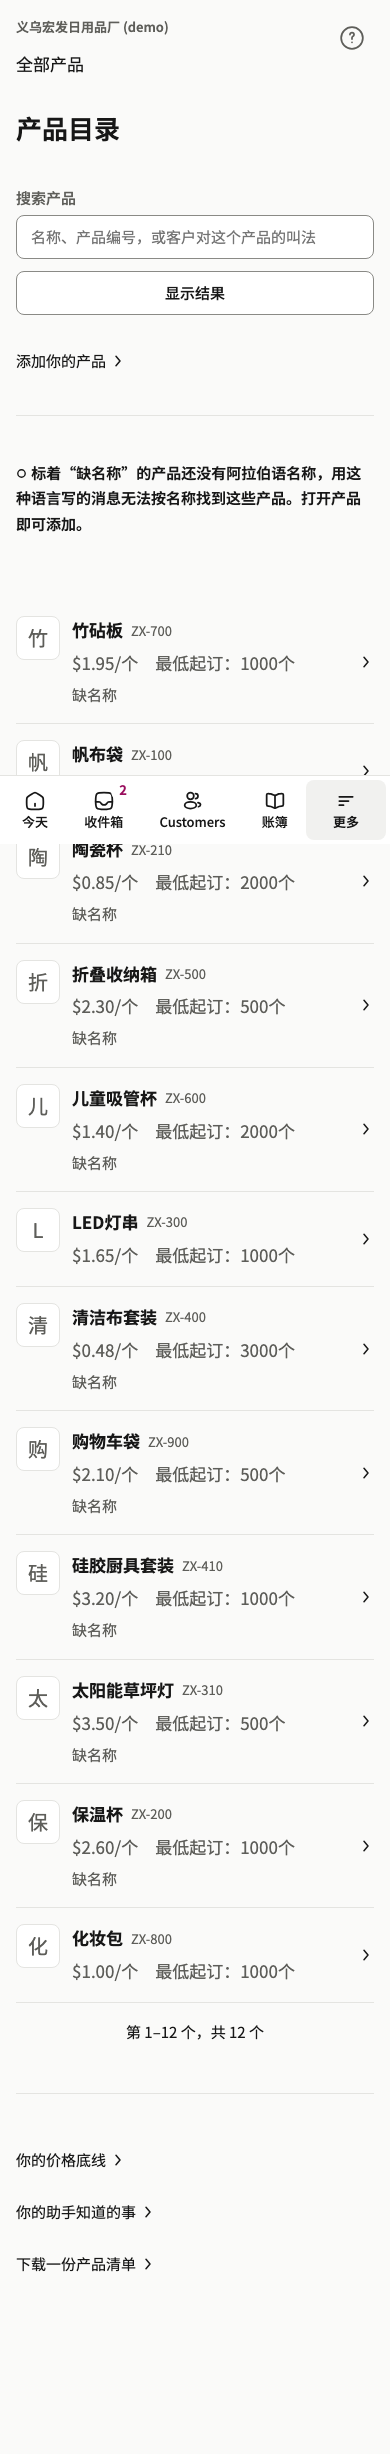 义乌宏发日用品厂 (demo)
全部产品
产品目录
搜索产品
名称、产品编号，或客户对这个产品的叫法
显示结果
添加你的产品
标着“缺名称”的产品还没有阿拉伯语名称，用这
种语言写的消息无法按名称找到这些产品。打开产品
即可添加。
竹 竹砧板 ZX-700
$1.95/个 最低起订：1000个
缺名称
帆 帆布袋 ZX-100
今天 收件箱 2 Customers 账簿 更多
陶 陶瓷杯 ZX-210
$0.85/个 最低起订：2000个
缺名称
折 折叠收纳箱 ZX-500
$2.30/个 最低起订：500个
缺名称
儿 儿童吸管杯 ZX-600
$1.40/个 最低起订：2000个
缺名称
L LED灯串 ZX-300
$1.65/个 最低起订：1000个
清 清洁布套装 ZX-400
$0.48/个 最低起订：3000个
缺名称
购 购物车袋 ZX-900
$2.10/个 最低起订：500个
缺名称
硅 硅胶厨具套装 ZX-410
$3.20/个 最低起订：1000个
缺名称
太 太阳能草坪灯 ZX-310
$3.50/个 最低起订：500个
缺名称
保 保温杯 ZX-200
$2.60/个 最低起订：1000个
缺名称
化 化妆包 ZX-800
$1.00/个 最低起订：1000个
第 1–12 个，共 12 个
你的价格底线
你的助手知道的事
下载一份产品清单